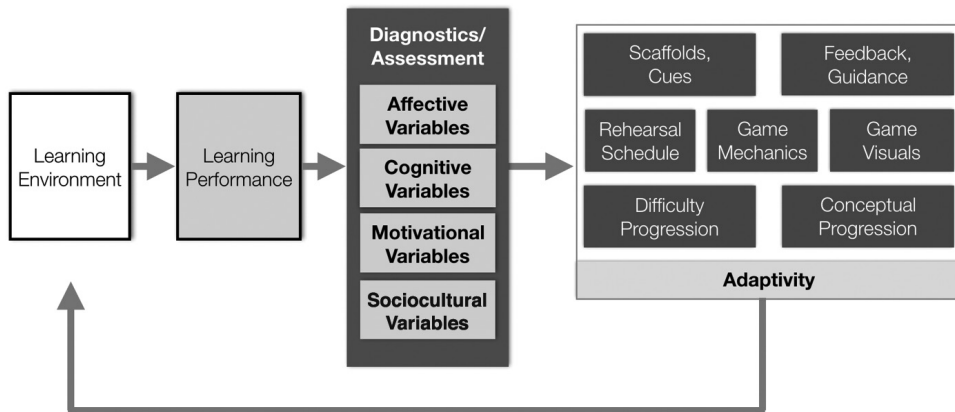 Learning
Environment
Learning
Performance
Diagnostics/
Assessment
Affective
Variables
Cognitive
Variables
Motivational
Variables
Sociocultural
Variables
Scaffolds,
Cues
Feedback,
Guidance
Rehearsal
Schedule
Game
Mechanics
Game
Visuals
Difficulty
Progression
Conceptual
Progression
Adaptivity